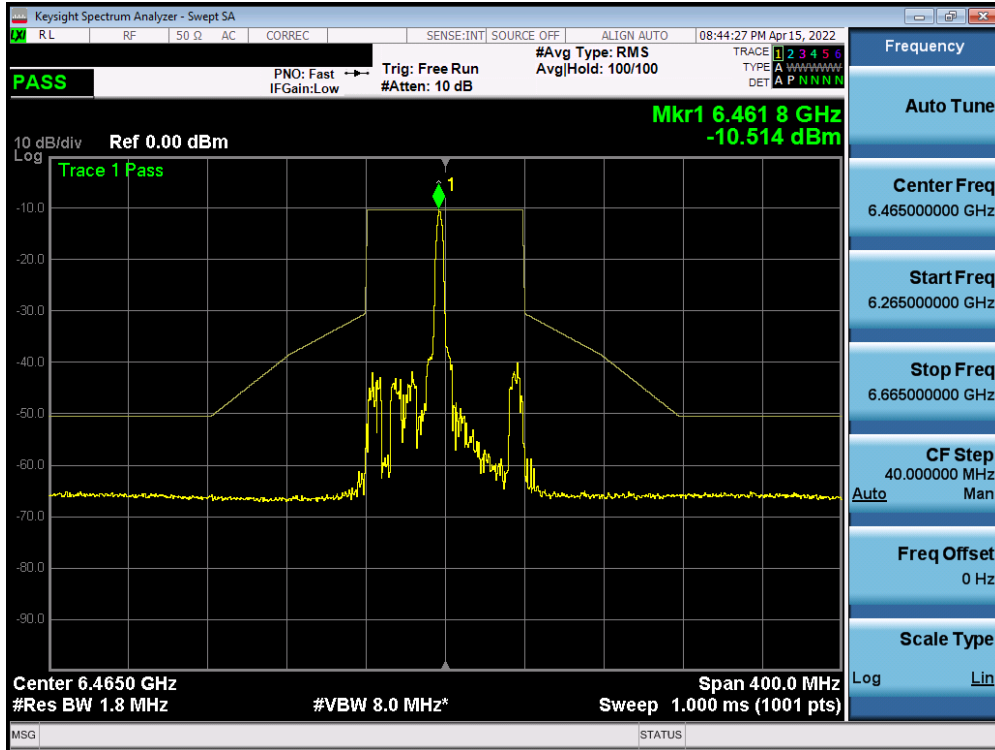 Keysight Spectrum Analyzer - Swept SA
LXI RL RF 50 Ω AC CORREC SENSE:INT SOURCE OFF ALIGN AUTO 08:44:27 PM Apr 15, 2022
#Avg Type: RMS TRACE 1 2 3 4 5 6
PNO: Fast Trig: Free Run Avg|Hold: 100/100 TYPE A WWWWW
PASS IFGain:Low #Atten: 10 dB DET A P N N N N
Mkr1 6.461 8 GHz
-10.514 dBm
10 dB/div Ref 0.00 dBm
Log
Trace 1 Pass
1
-10.0
-20.0
-30.0
-40.0
-50.0
-60.0
-70.0
-80.0
-90.0
Center 6.4650 GHz Span 400.0 MHz
#Res BW 1.8 MHz #VBW 8.0 MHz* Sweep 1.000 ms (1001 pts)
MSG STATUS
Frequency
Auto Tune
Center Freq
6.465000000 GHz
Start Freq
6.265000000 GHz
Stop Freq
6.665000000 GHz
CF Step
40.000000 MHz
Auto Man
Freq Offset
0 Hz
Scale Type
Log Lin